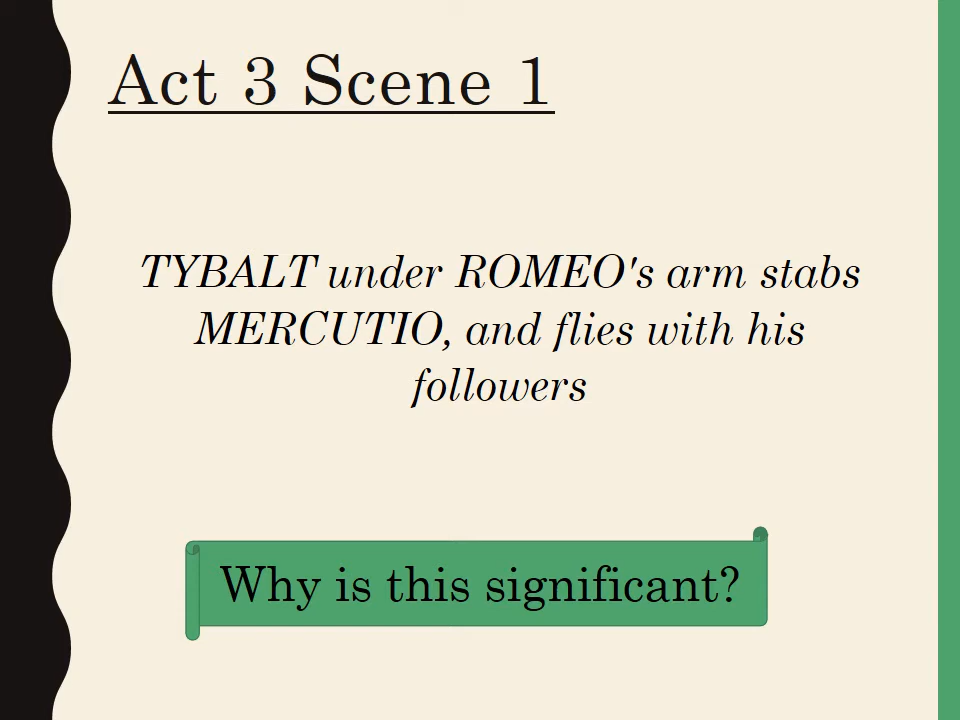 Act 3 Scene 1
TYBALT under ROMEO's arm stabs
MERCUTIO, and flies with his
followers
Why is this significant?